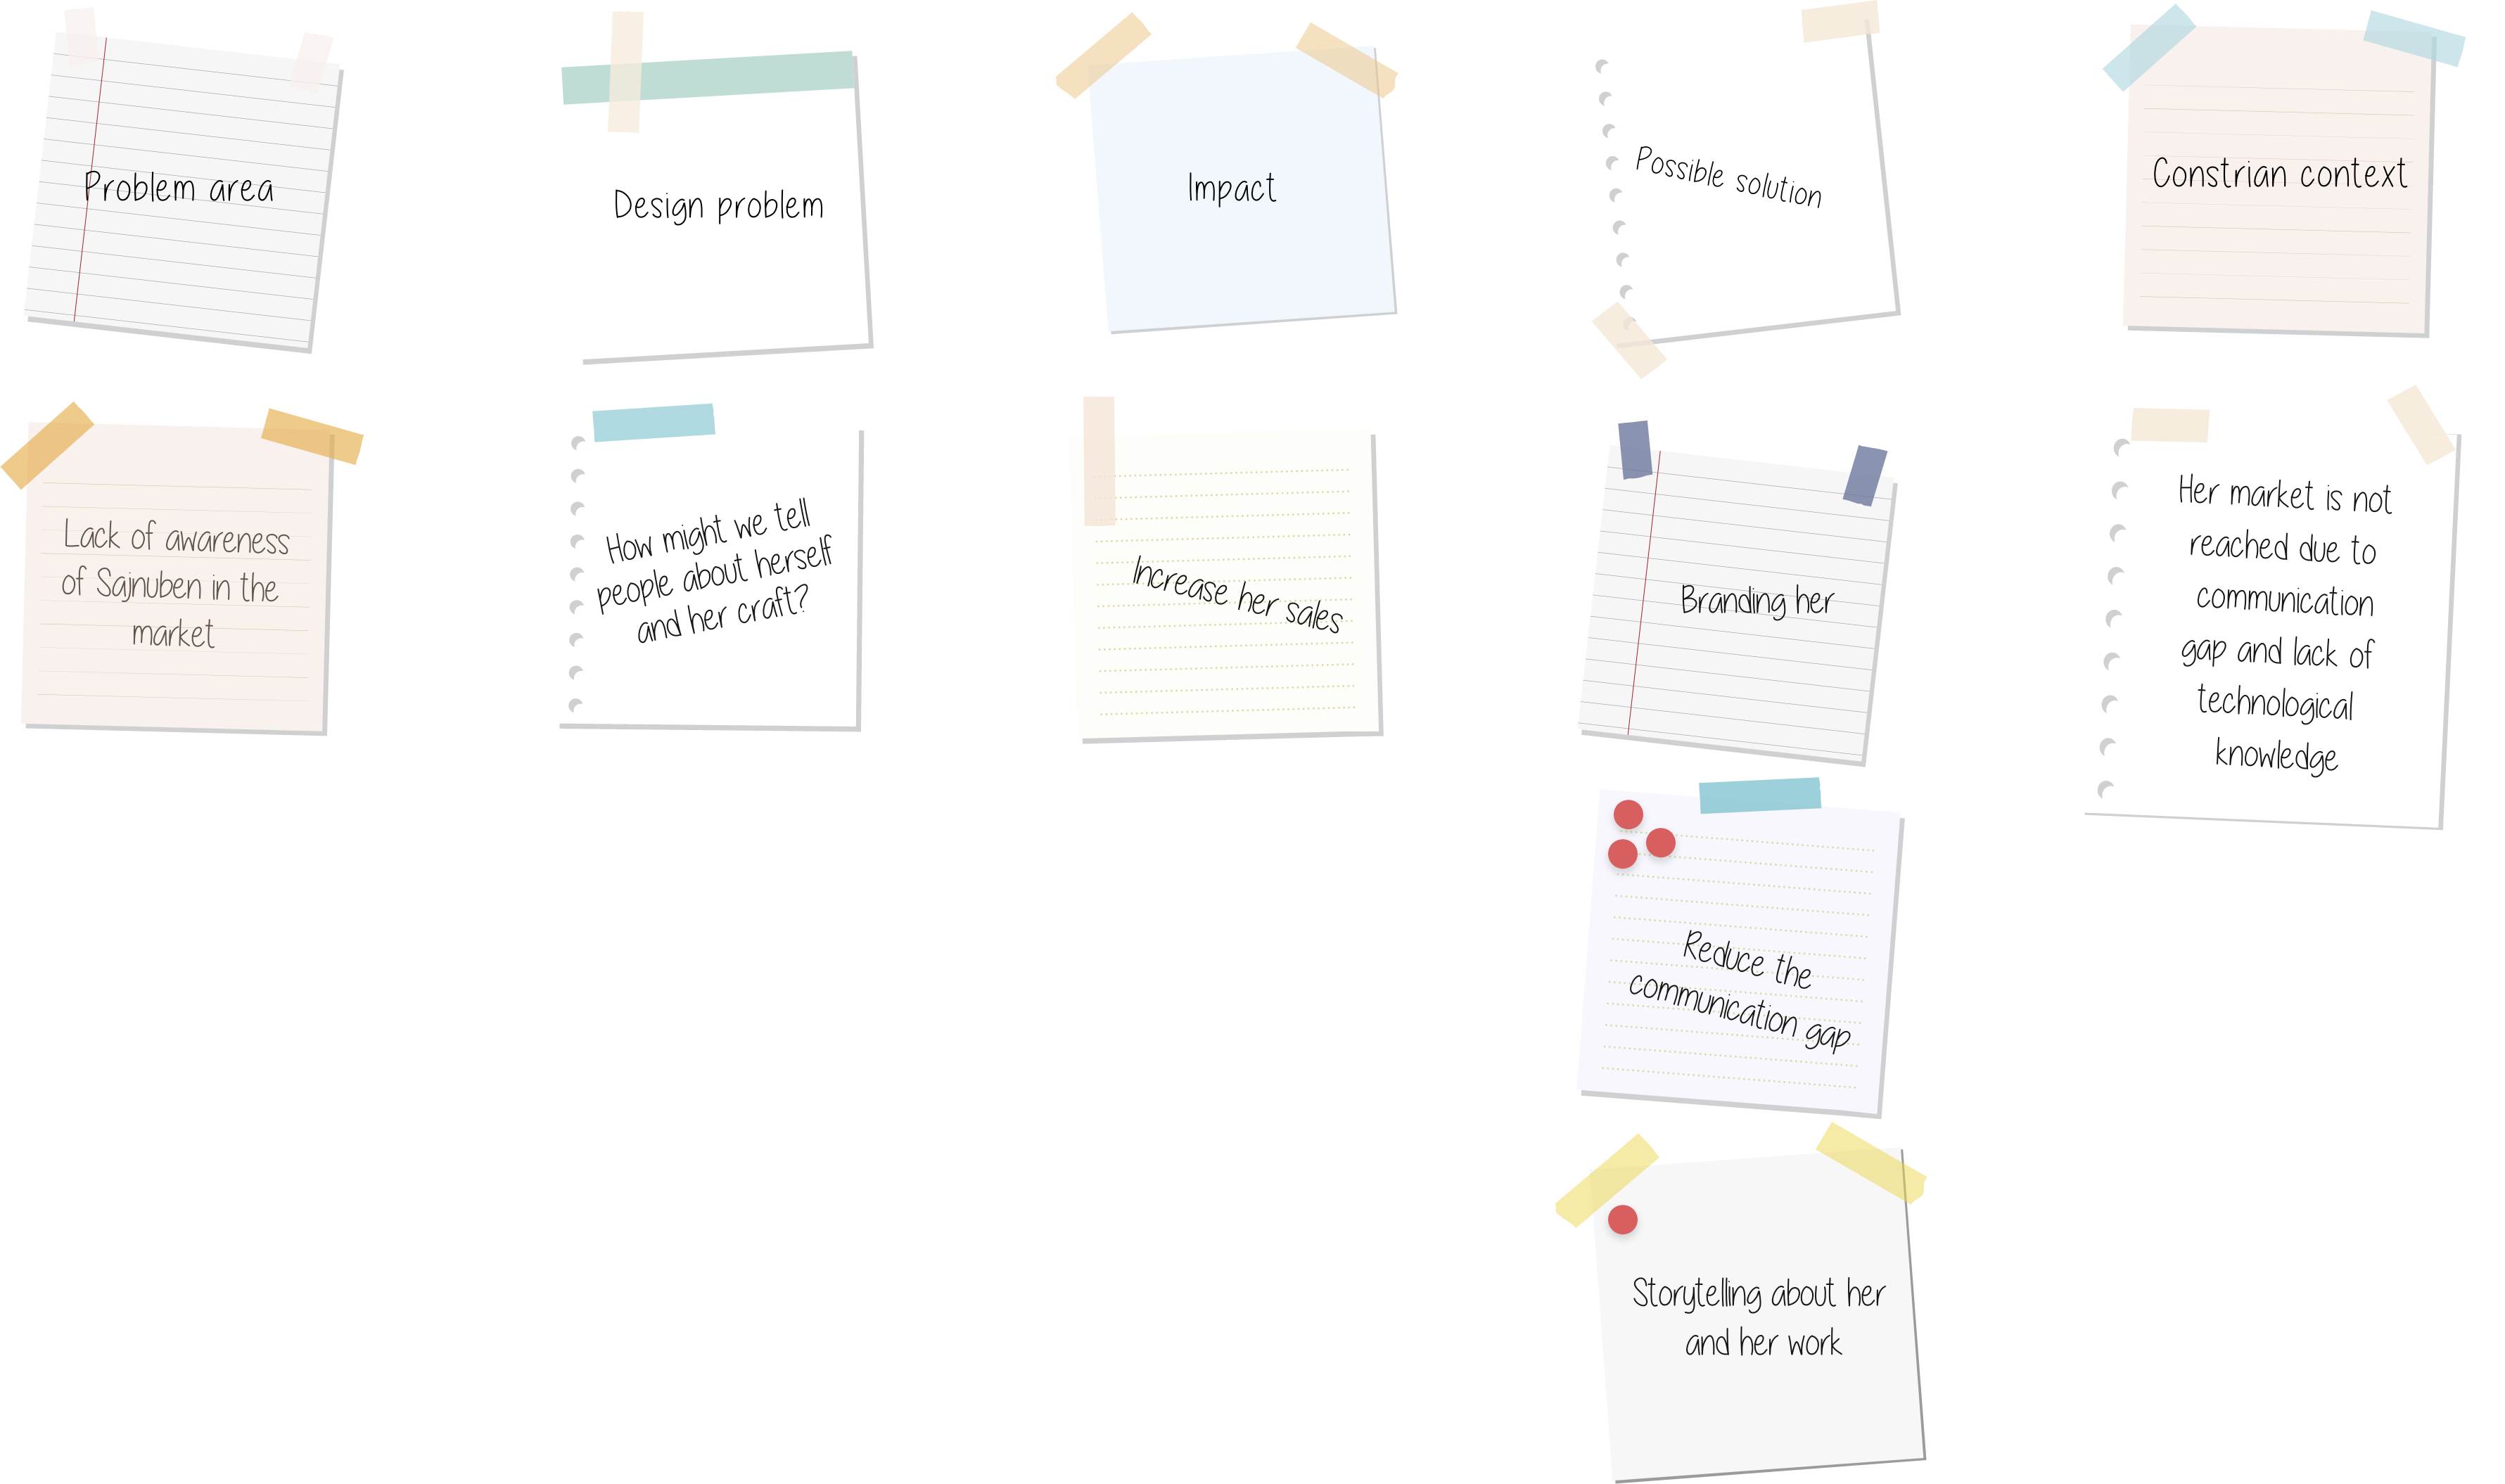 Problem area
Design problem
Impact
Possible solution
Constrian context
Lack of awareness
of Sajnuben in the
market
How might we tell
people about herself
and her craft?
Increase her sales
Branding her
Her market is not
reached due to
communication
gap and lack of
technological
knowledge
Reduce the
communication gap
Storytelling about her
and her work